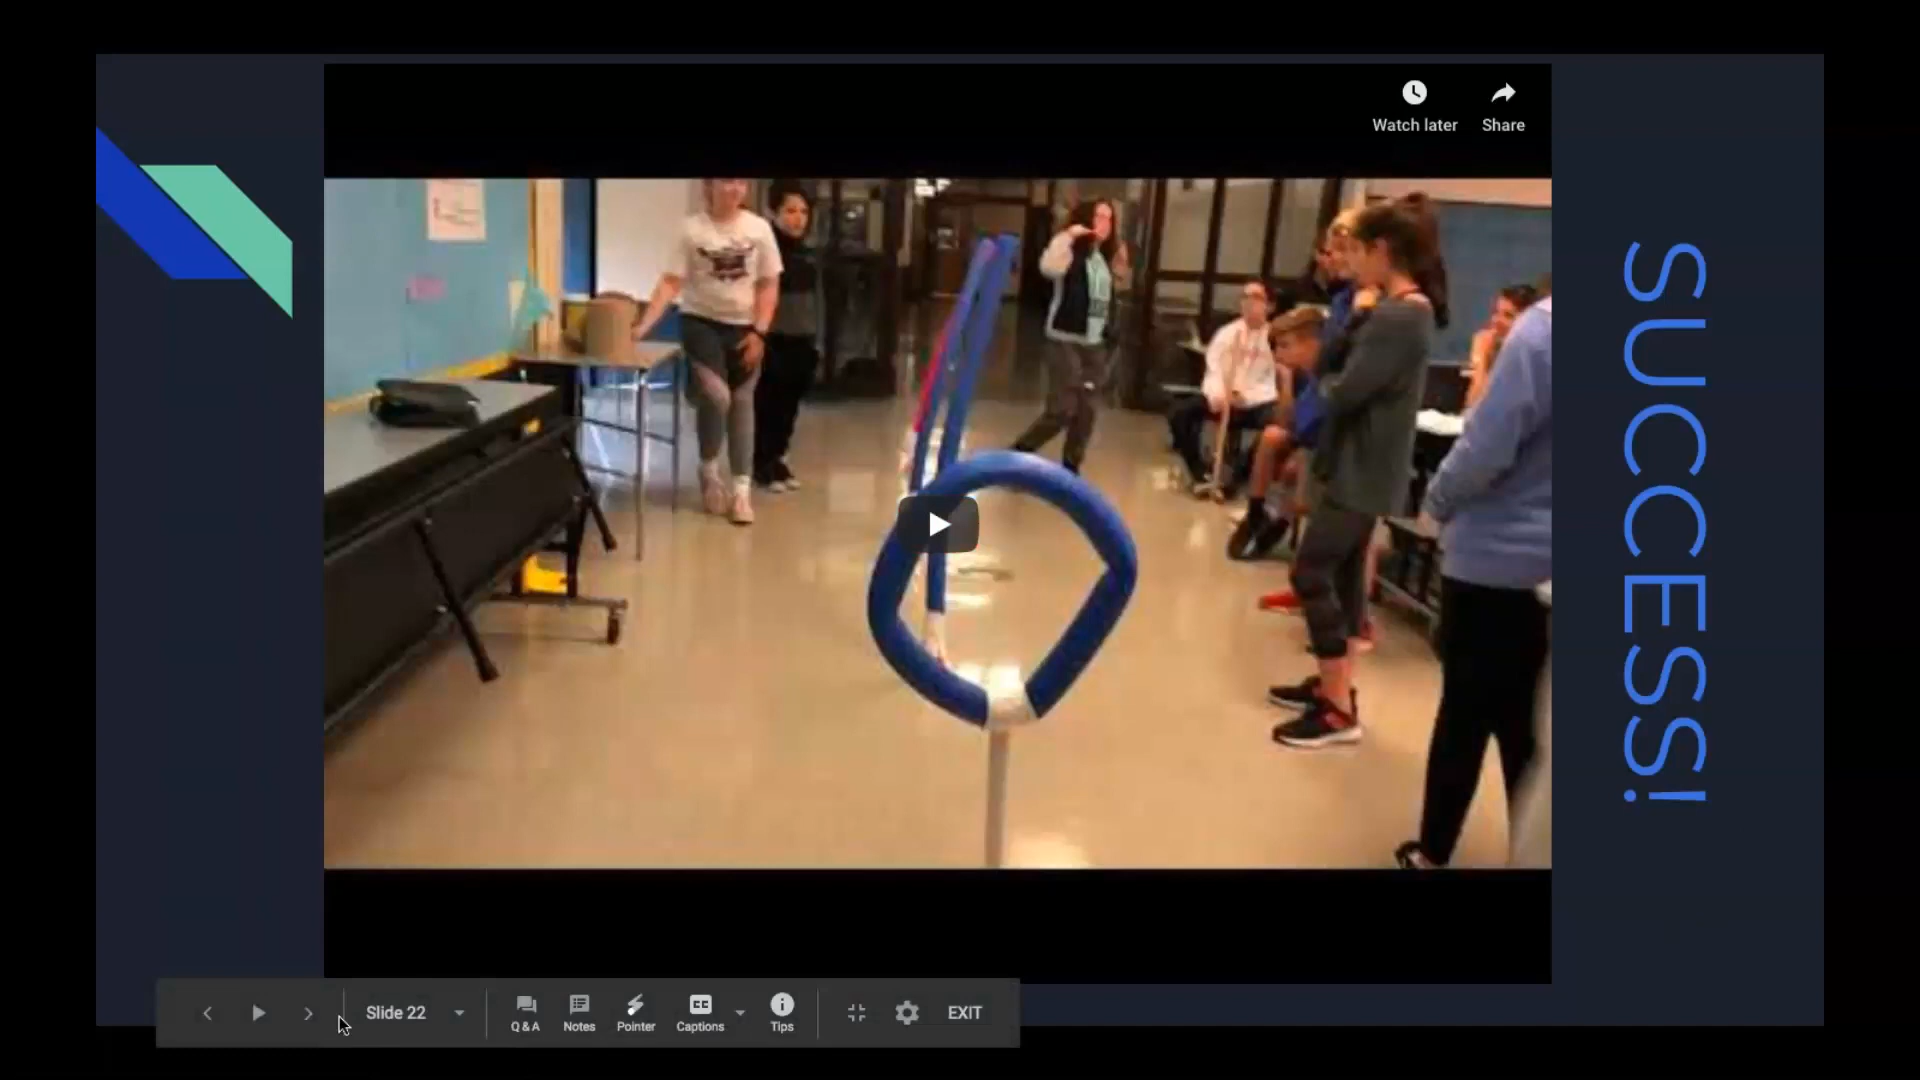 Watch later
Share
SUCCESS!
Slide 22
Q & A
Notes
Pointer
Captions
Tips
EXIT